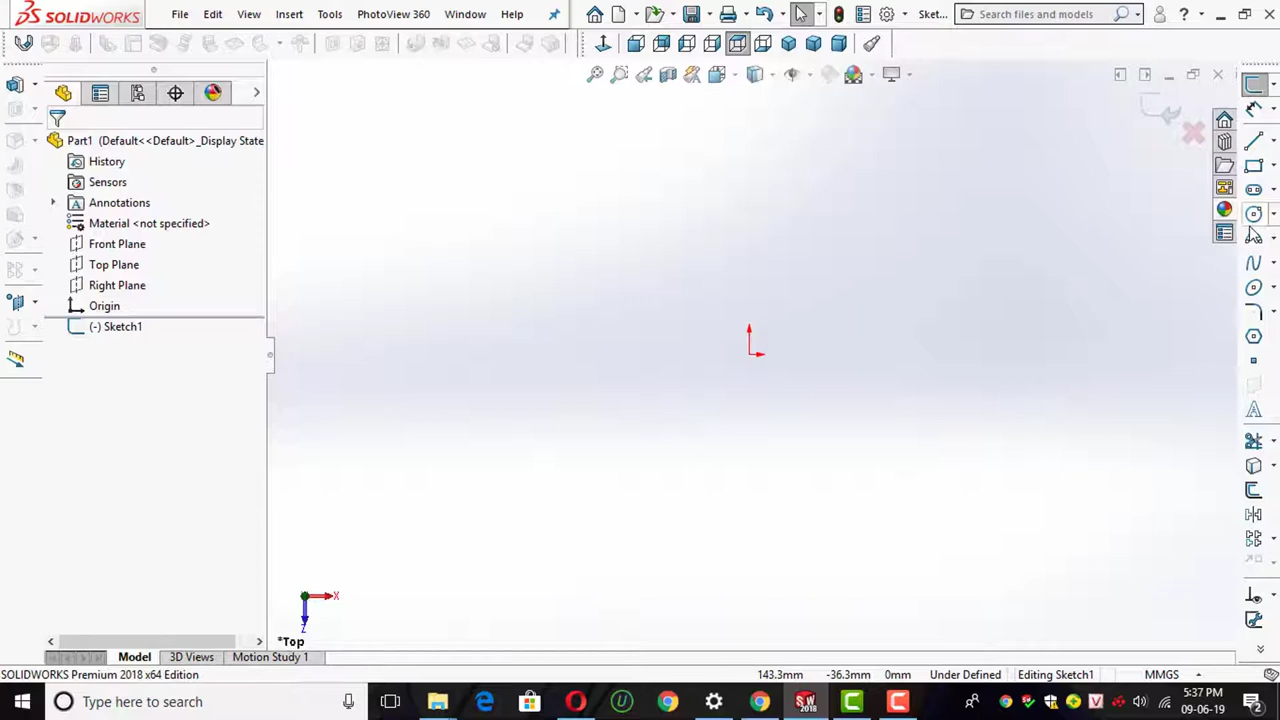 SOLIDWORKS File Edit View Insert Tools PhotoView 360 Window Help Sket... Search files and models ?
Part1 (Default<<Default>_Display State
History
Sensors
A Annotations
Material <not specified>
Front Plane
Top Plane
Right Plane
Origin
(-) Sketch1
A
X
Z
*Top
Model 3D Views Motion Study 1
SOLIDWORKS Premium 2018 x64 Edition 143.3mm -36.3mm 0mm Under Defined Editing Sketch1 MMGS
Type here to search SW 2018 5:37 PM
09-06-19 2